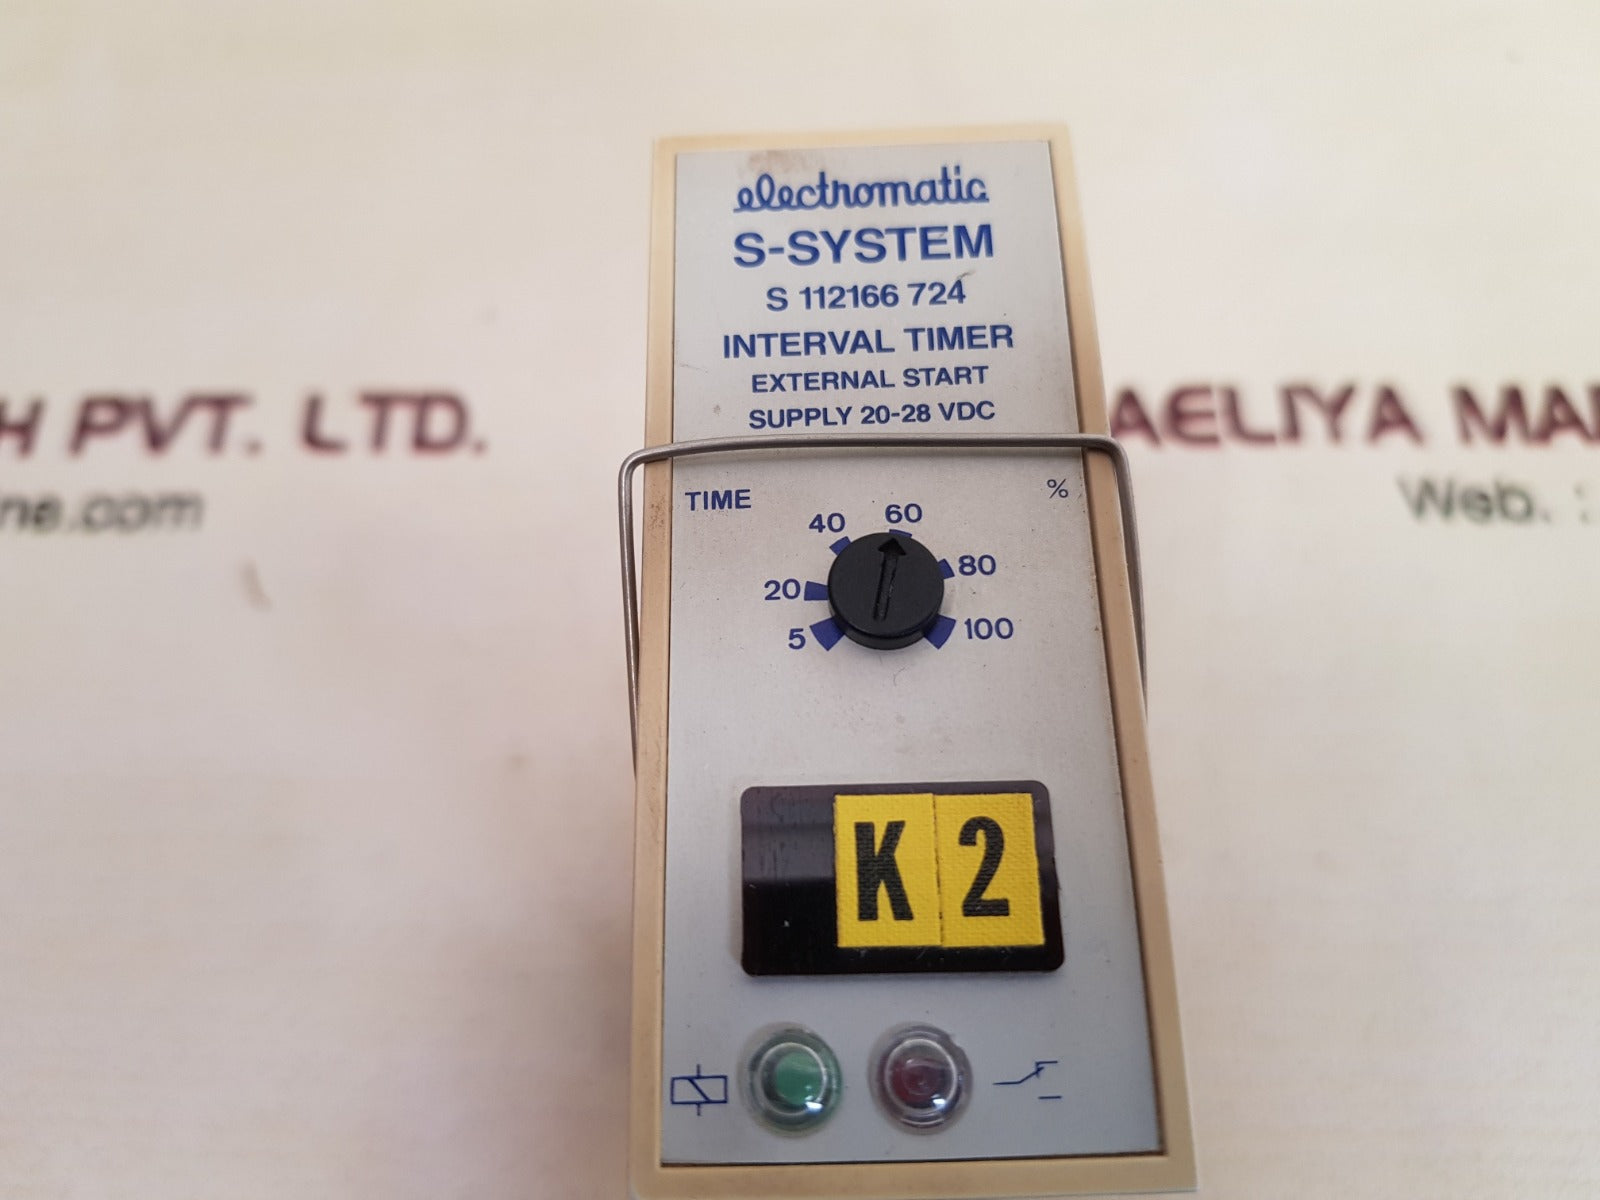 electromatic
S-SYSTEM
S 112166 724
INTERVAL TIMER
EXTERNAL START
SUPPLY 20-28 VDC
TIME %
5 20 40 60 80 100
K 2
H PVT. LTD.
ne.com
AELIYA MA
Web. :